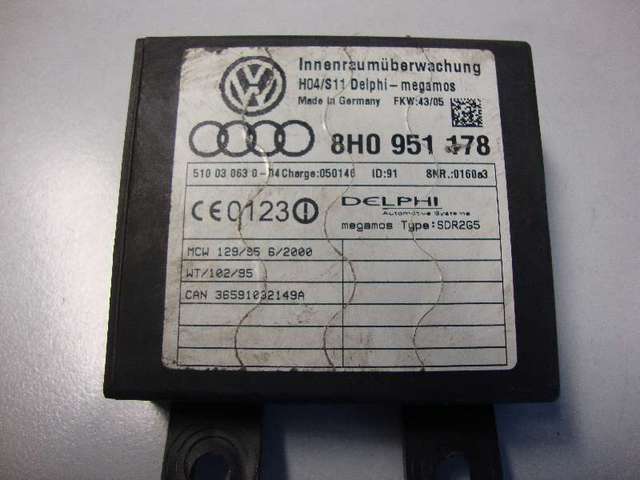 Innenraumüberwachung
H04/S11 Delphi-megamos
Made in Germany FKW:43/05
8H0 951 178
510 03 063 0-04 Charge:050146 ID:91 SNR.:0160a3
CE0123!
DELPHI
Automotive Systems
megamos Type:SDR2G5
MCW 129/95 6/2000
WT/102/95
CAN 36591032149A